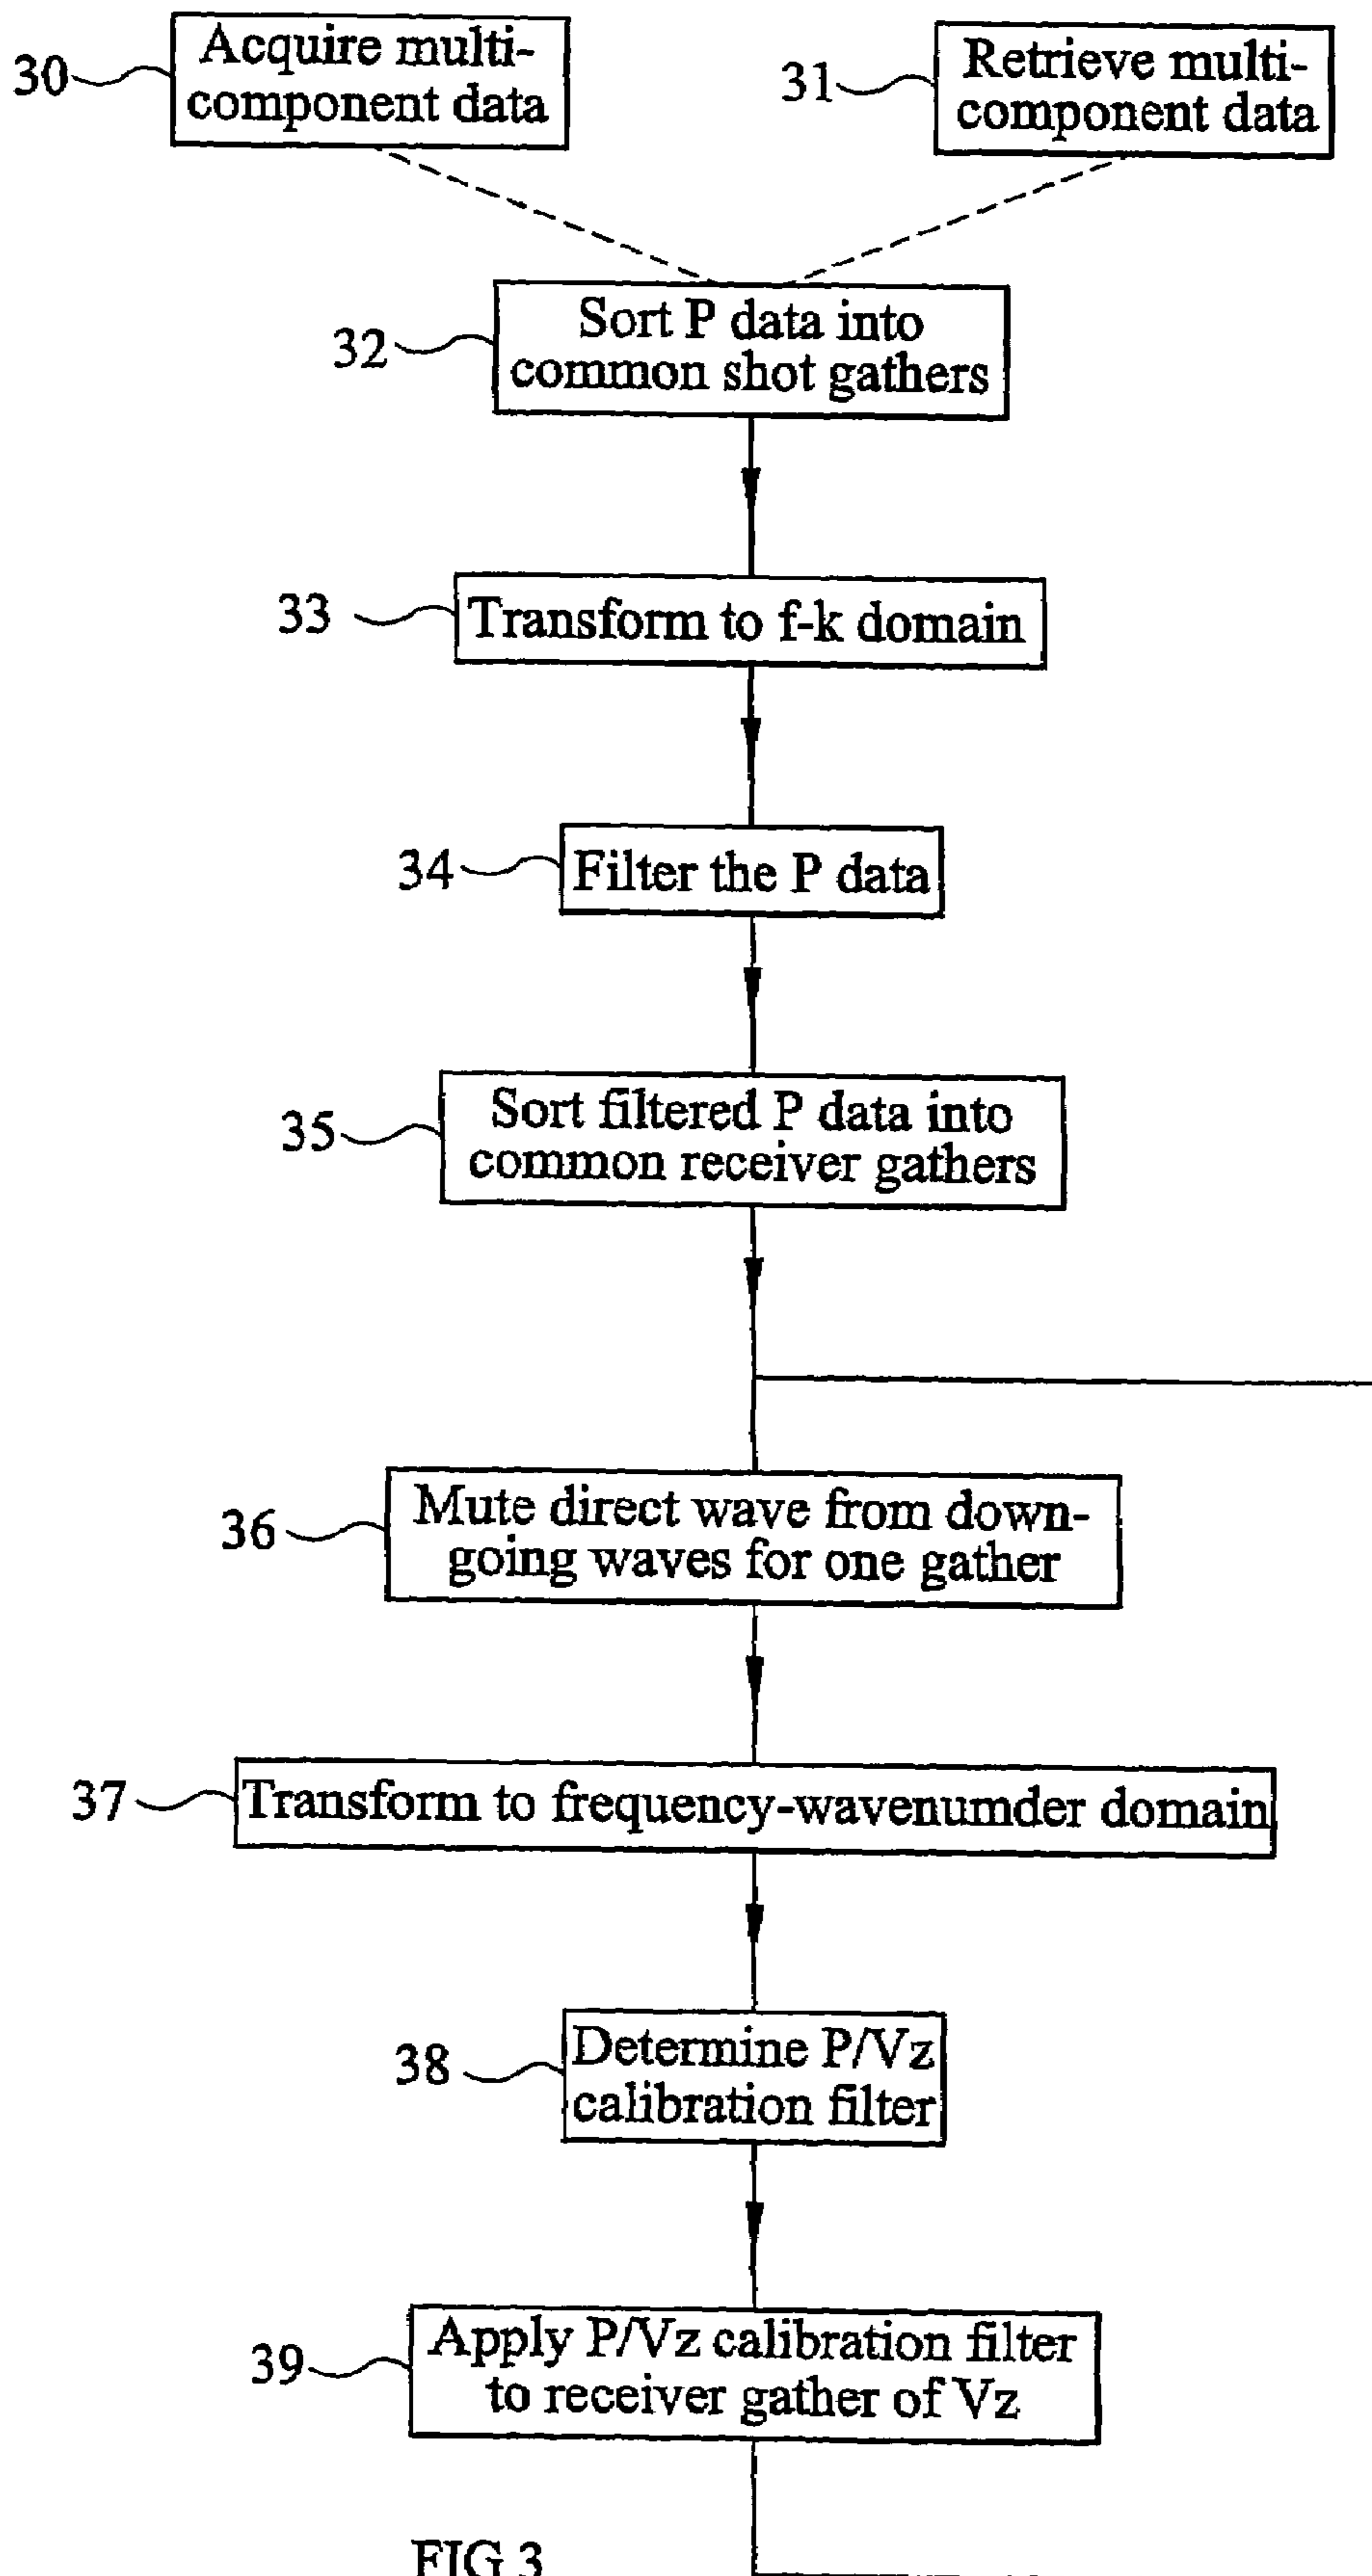 30
Acquire multi-
component data
31
Retrieve multi-
component data
32
Sort P data into
common shot gathers
33
Transform to f-k domain
34
Filter the P data
35
Sort filtered P data into
common receiver gathers
36
Mute direct wave from down-
going waves for one gather
37
Transform to frequency-wavenumder domain
38
Determine P/Vz
calibration filter
39
Apply P/Vz calibration filter
to receiver gather of Vz
FIG 3